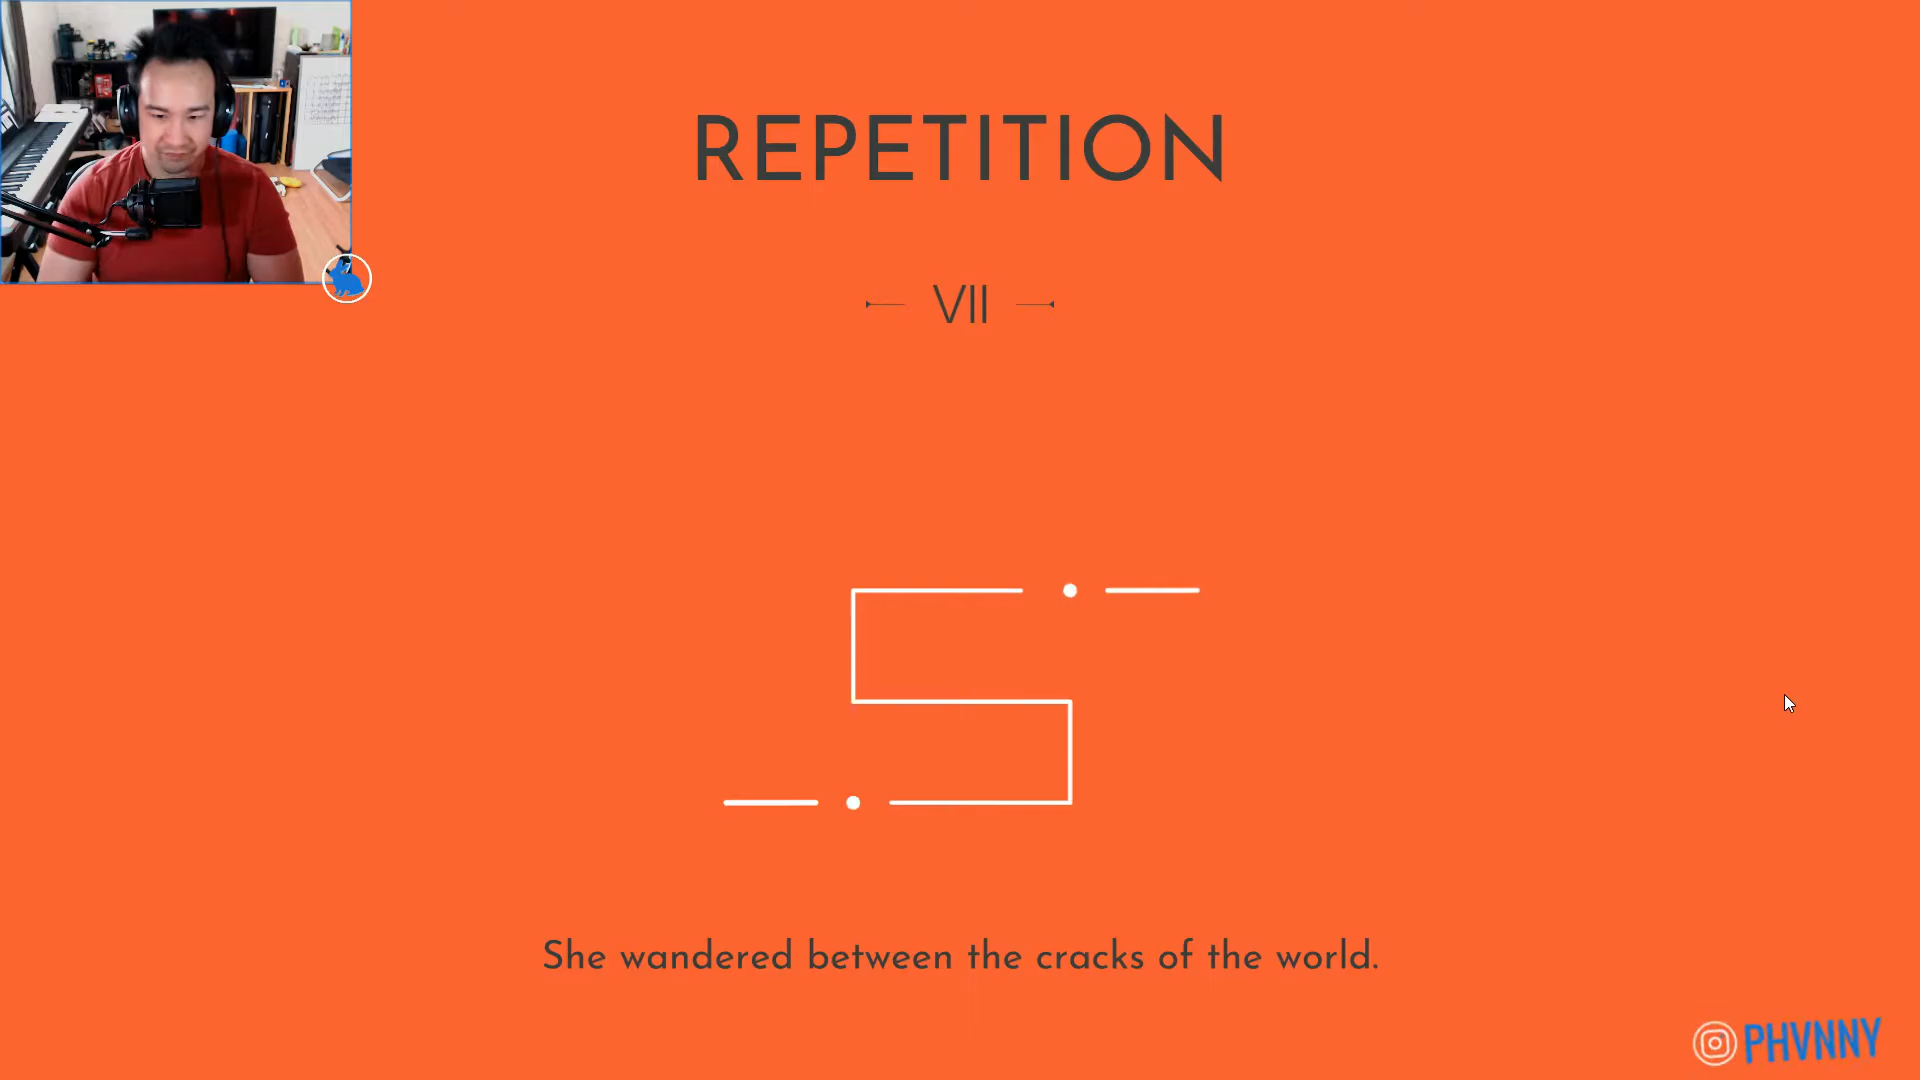 REPETITION
VII
She wandered between the cracks of the world.
PHVNNY